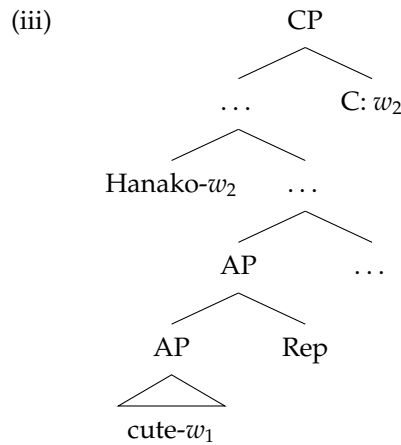 (iii) CP
. . . C: w₂
Hanako-w₂ . . .
AP . . .
AP Rep
cute-w₁